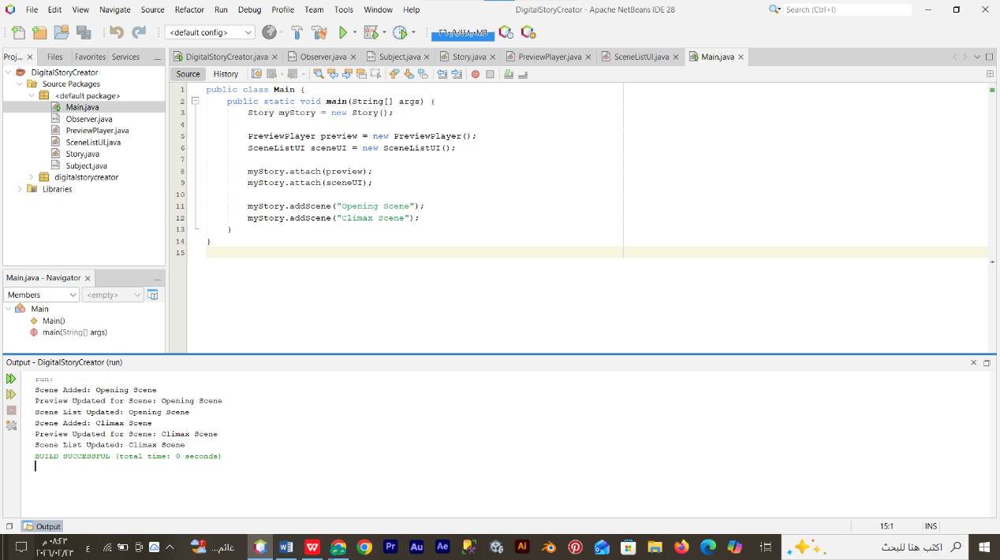 File Edit View Navigate Source Refactor Run Debug Profile Team Tools Window Help DigitalStoryCreator - Apache NetBeans IDE 28 Search (Ctrl+I)
<default config>
Proj... Files Favorites Services
DigitalStoryCreator.java Observer.java Subject.java Story.java PreviewPlayer.java SceneListUI.java Main.java
DigitalStoryCreator
Source Packages
<default package>
Main.java
Observer.java
PreviewPlayer.java
SceneListUI.java
Story.java
Subject.java
digitalstorycreator
Libraries
Source History
1 public class Main {
2 public static void main(String[] args) {
3 Story myStory = new Story();
4
5 PreviewPlayer preview = new PreviewPlayer();
6 SceneListUI sceneUI = new SceneListUI();
7
8 myStory.attach(preview);
9 myStory.attach(sceneUI);
10
11 myStory.addScene("Opening Scene");
12 myStory.addScene("Climax Scene");
13 }
14 }
15
Main.java - Navigator
Members <empty>
Main
Main()
main(String[] args)
Output - DigitalStoryCreator (run)
run:
Scene Added: Opening Scene
Preview Updated for Scene: Opening Scene
Scene List Updated: Opening Scene
Scene Added: Climax Scene
Preview Updated for Scene: Climax Scene
Scene List Updated: Climax Scene
BUILD SUCCESSFUL (total time: 0 seconds)
Output 15:1 INS
٠٨:٢٣ م
٢٠٢٦/٠٢/٢٣
ع
غائم...
W W Pr Au Ae Ai
اكتب هنا للبحث